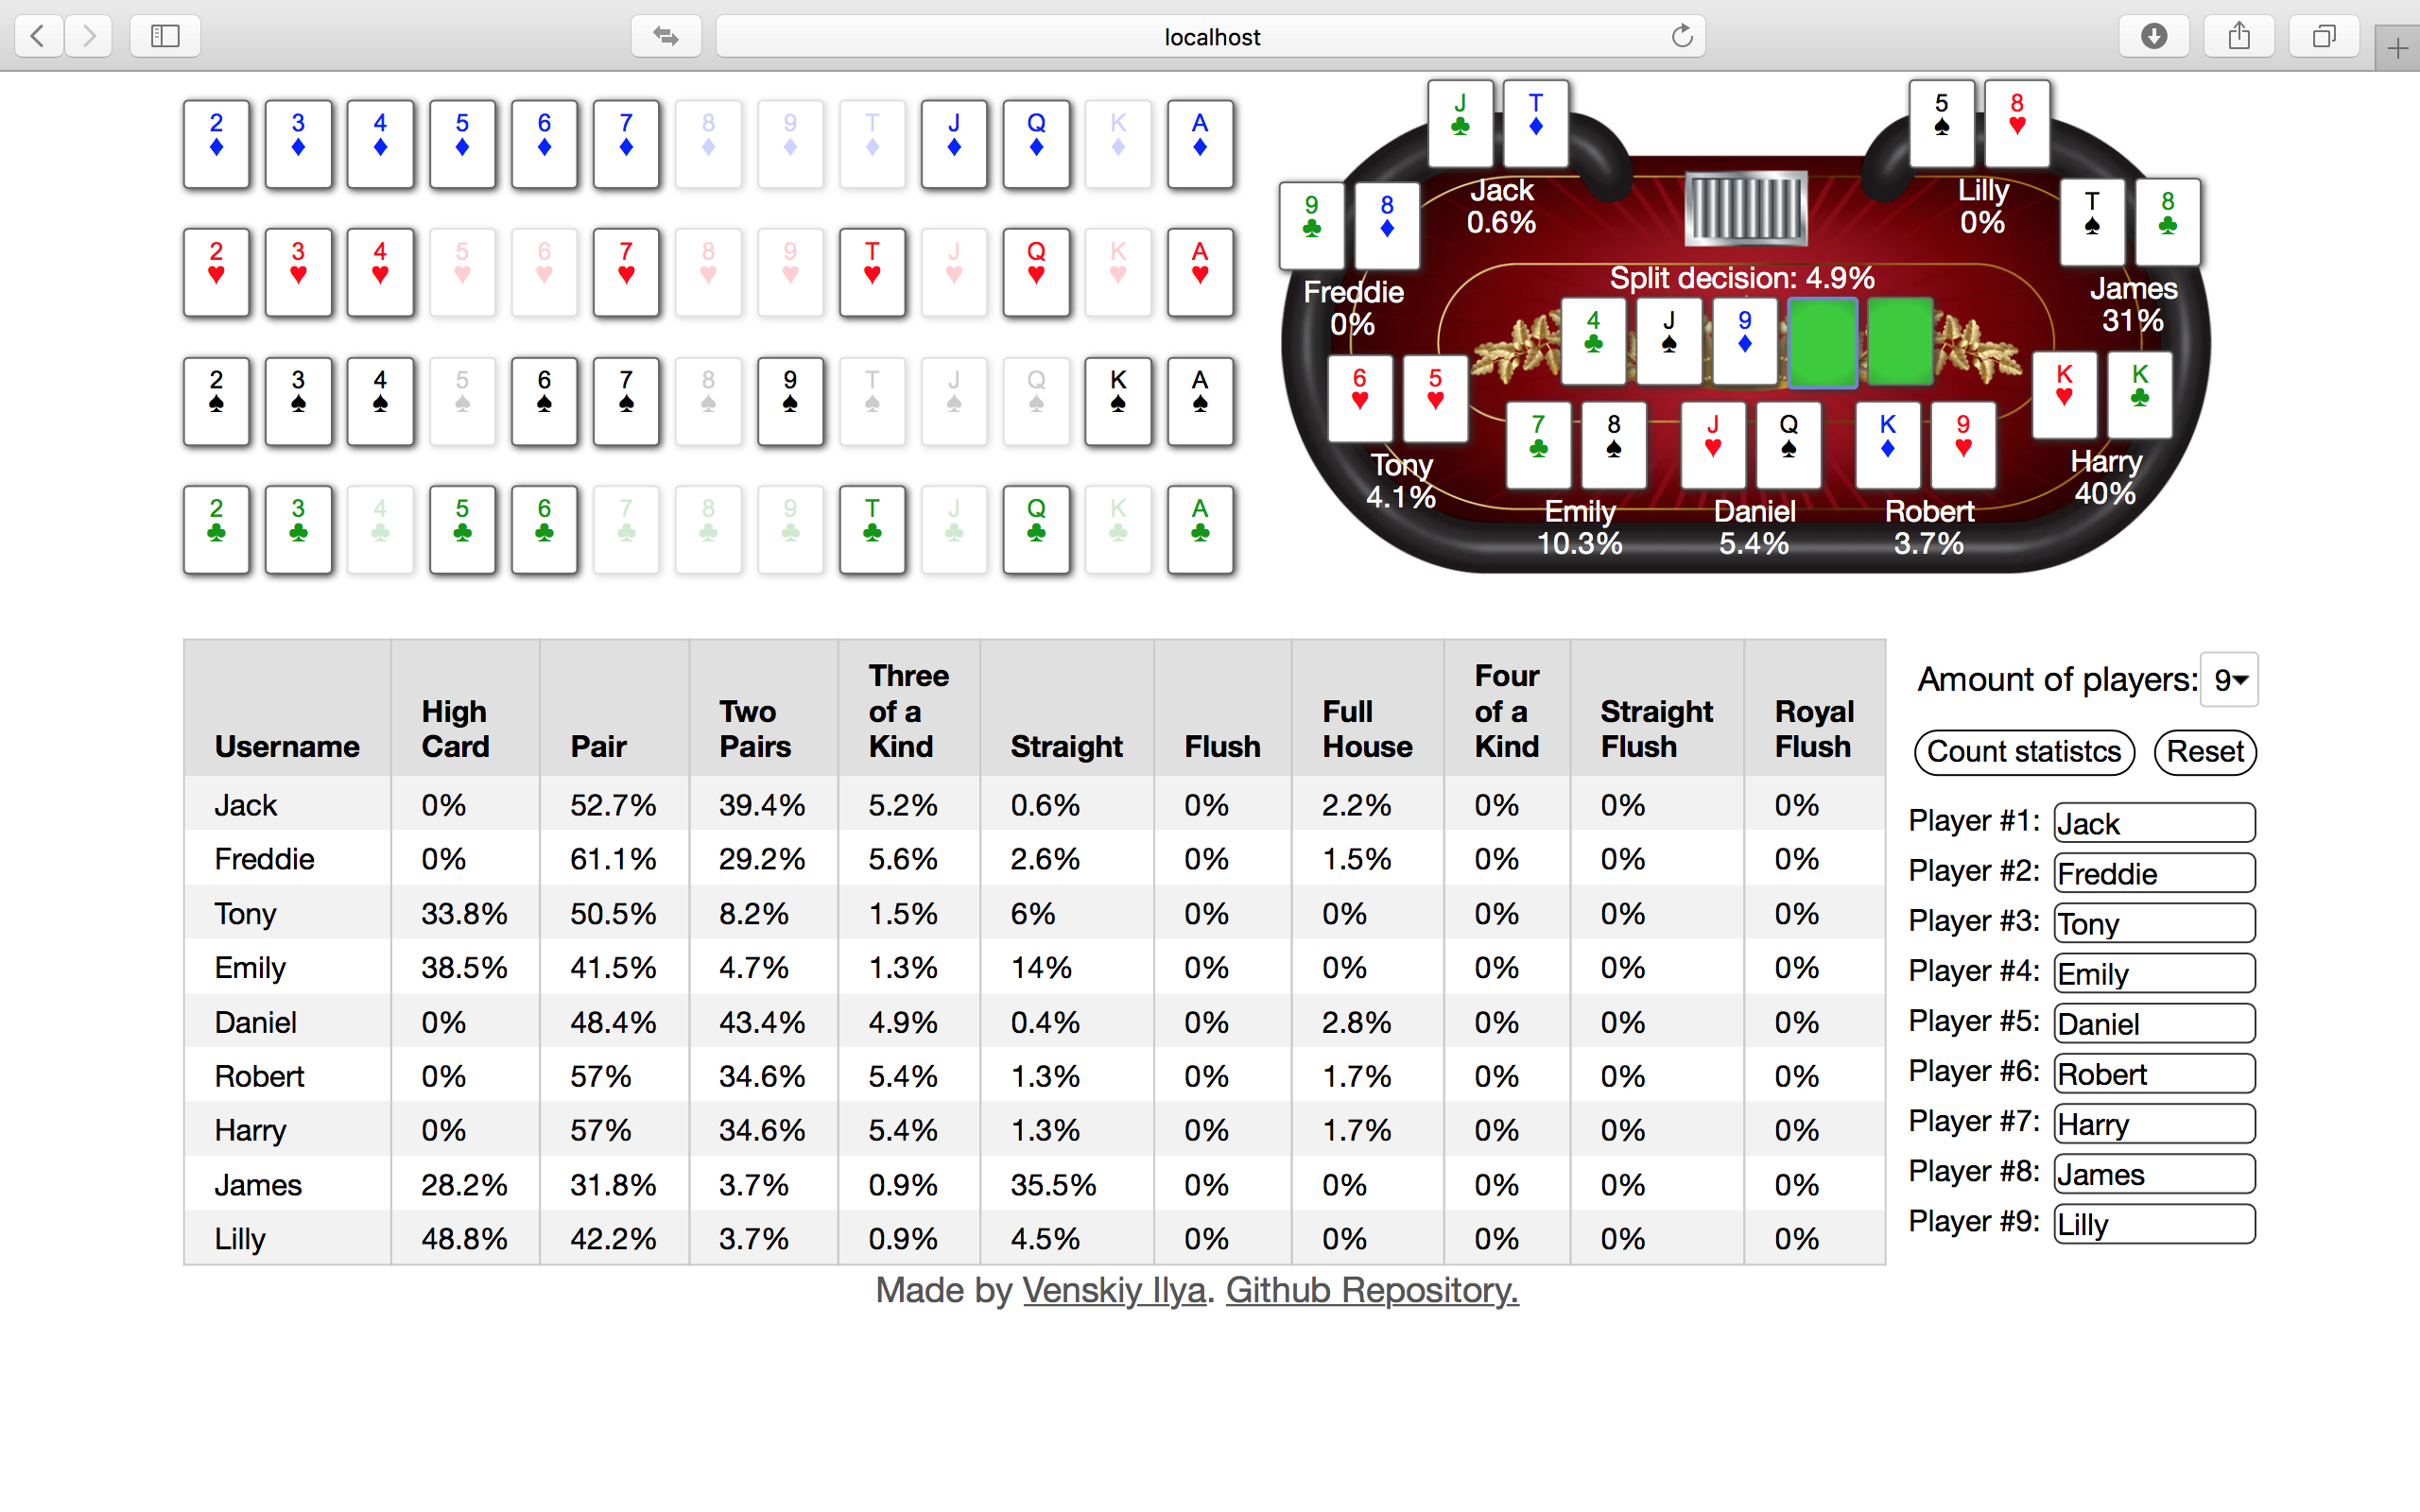 localhost
2 3 4 5 6 7 8 9 T J Q K A
2 3 4 5 6 7 8 9 T J Q K A
2 3 4 5 6 7 8 9 T J Q K A
2 3 4 5 6 7 8 9 T J Q K A
J T
Jack
0.6%
5 8
Lilly
0%
9 8
Freddie
0%
T 8
James
31%
Split decision: 4.9%
4 J 9
6 5
Tony
4.1%
7 8
Emily
10.3%
J Q
Daniel
5.4%
K 9
Robert
3.7%
K K
Harry
40%
Username High Card Pair Two Pairs Three of a Kind Straight Flush Full House Four of a Kind Straight Flush Royal Flush
Jack 0% 52.7% 39.4% 5.2% 0.6% 0% 2.2% 0% 0% 0%
Freddie 0% 61.1% 29.2% 5.6% 2.6% 0% 1.5% 0% 0% 0%
Tony 33.8% 50.5% 8.2% 1.5% 6% 0% 0% 0% 0% 0%
Emily 38.5% 41.5% 4.7% 1.3% 14% 0% 0% 0% 0% 0%
Daniel 0% 48.4% 43.4% 4.9% 0.4% 0% 2.8% 0% 0% 0%
Robert 0% 57% 34.6% 5.4% 1.3% 0% 1.7% 0% 0% 0%
Harry 0% 57% 34.6% 5.4% 1.3% 0% 1.7% 0% 0% 0%
James 28.2% 31.8% 3.7% 0.9% 35.5% 0% 0% 0% 0% 0%
Lilly 48.8% 42.2% 3.7% 0.9% 4.5% 0% 0% 0% 0% 0%
Amount of players: 9
Count statistcs Reset
Player #1: Jack
Player #2: Freddie
Player #3: Tony
Player #4: Emily
Player #5: Daniel
Player #6: Robert
Player #7: Harry
Player #8: James
Player #9: Lilly
Made by Venskiy Ilya. Github Repository.